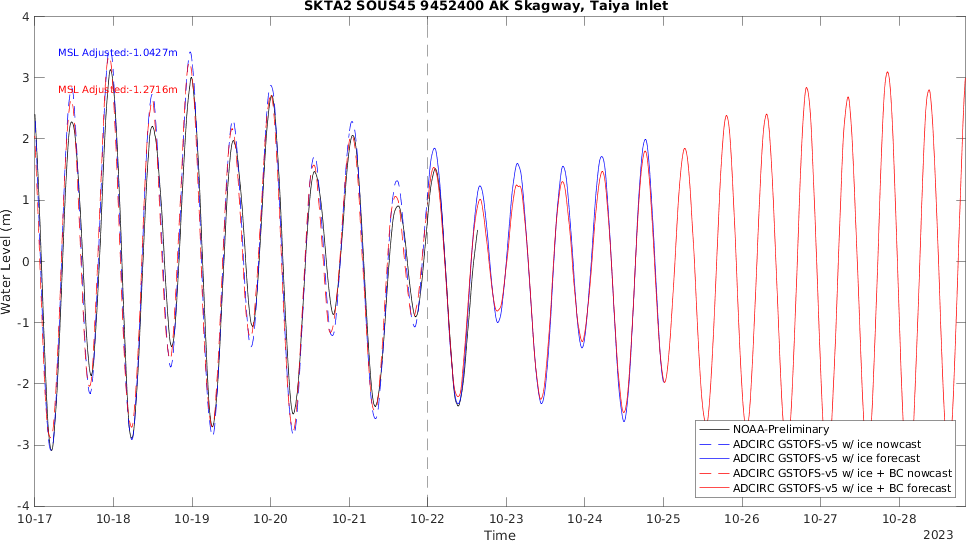 SKTA2 SOUS45 9452400 AK Skagway, Taiya Inlet
4
3
2
1
0
-1
-2
-3
-4
Water Level (m)
MSL Adjusted:-1.0427m
MSL Adjusted:-1.2716m
NOAA-Preliminary
ADCIRC GSTOFS-v5 w/ ice nowcast
ADCIRC GSTOFS-v5 w/ ice forecast
ADCIRC GSTOFS-v5 w/ ice + BC nowcast
ADCIRC GSTOFS-v5 w/ ice + BC forecast
10-17 10-18 10-19 10-20 10-21 10-22 10-23 10-24 10-25 10-26 10-27 10-28
Time
2023